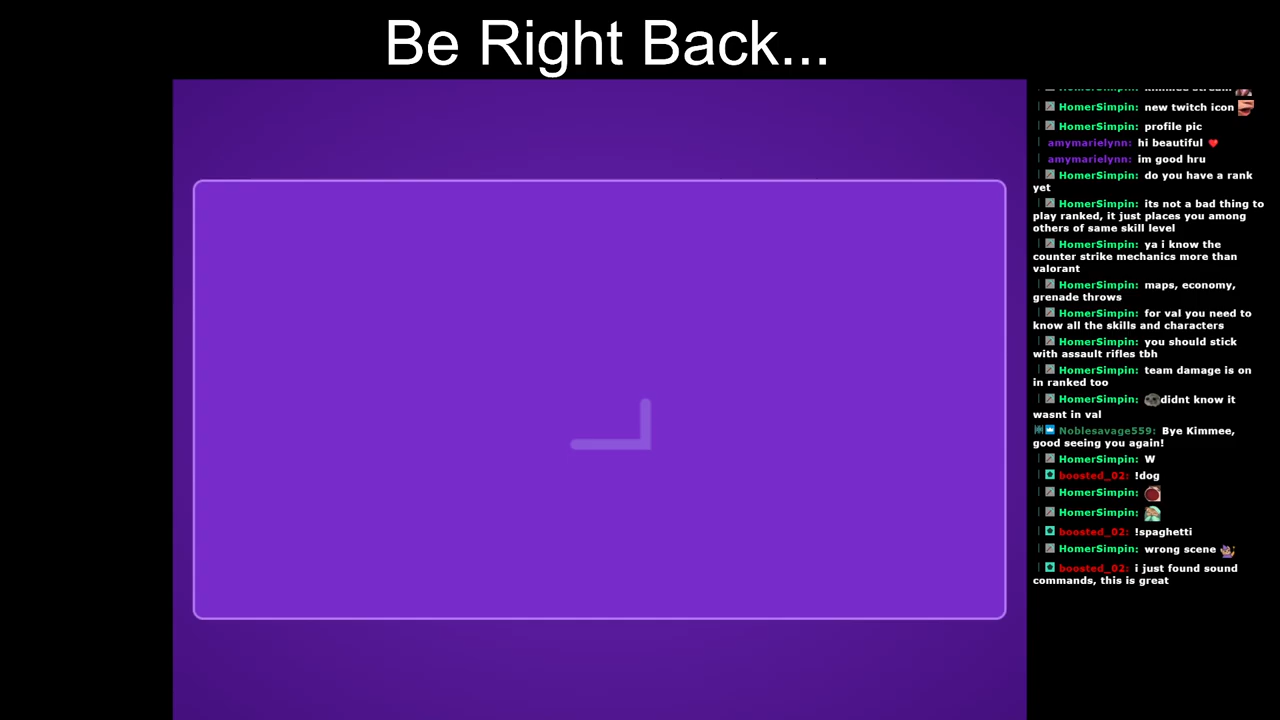 Be Right Back...
HomerSimpin: kimmee stream
HomerSimpin: new twitch icon
HomerSimpin: profile pic
amymarielynn: hi beautiful
amymarielynn: im good hru
HomerSimpin: do you have a rank
yet
HomerSimpin: its not a bad thing to
play ranked, it just places you among
others of same skill level
HomerSimpin: ya i know the
counter strike mechanics more than
valorant
HomerSimpin: maps, economy,
grenade throws
HomerSimpin: for val you need to
know all the skills and characters
HomerSimpin: you should stick
with assault rifles tbh
HomerSimpin: team damage is on
in ranked too
HomerSimpin: didnt know it
wasnt in val
Noblesavage559: Bye Kimmee,
good seeing you again!
HomerSimpin: W
boosted_02: !dog
HomerSimpin:
HomerSimpin:
boosted_02: !spaghetti
HomerSimpin: wrong scene
boosted_02: i just found sound
commands, this is great